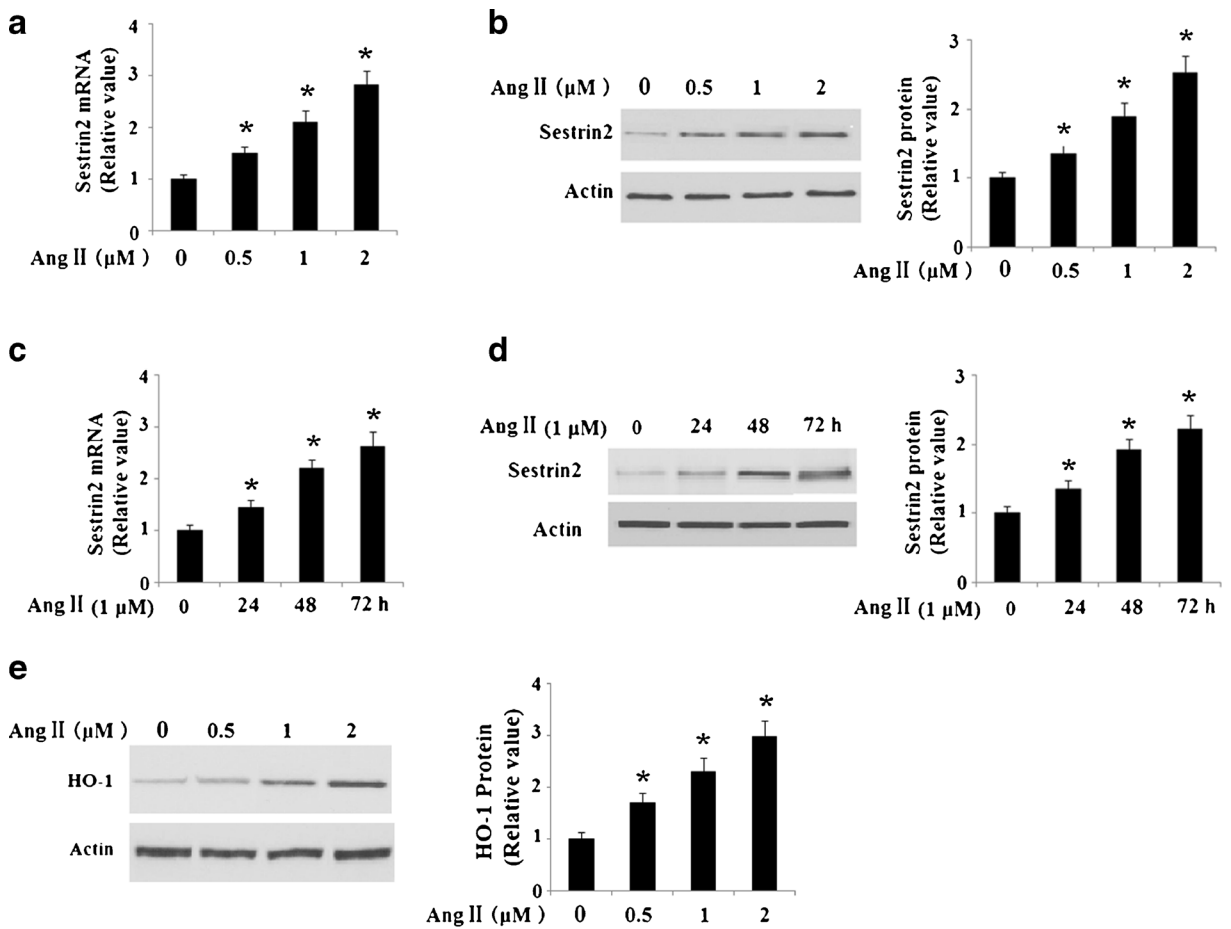 a
Sestrin2 mRNA
(Relative value)
4
3
2
1
0
* * *
Ang II (μM) 0 0.5 1 2
b
Ang II (μM) 0 0.5 1 2
Sestrin2
Actin
Sestrin2 protein
(Relative value)
3
2
1
0
* * *
Ang II (μM) 0 0.5 1 2
c
Sestrin2 mRNA
(Relative value)
4
3
2
1
0
* * *
Ang II (1 μM) 0 24 48 72 h
d
Ang II (1 μM) 0 24 48 72 h
Sestrin2
Actin
Sestrin2 protein
(Relative value)
3
2
1
0
* * *
Ang II (1 μM) 0 24 48 72 h
e
Ang II (μM) 0 0.5 1 2
HO-1
Actin
HO-1 Protein
(Relative value)
4
3
2
1
0
* * *
Ang II (μM) 0 0.5 1 2